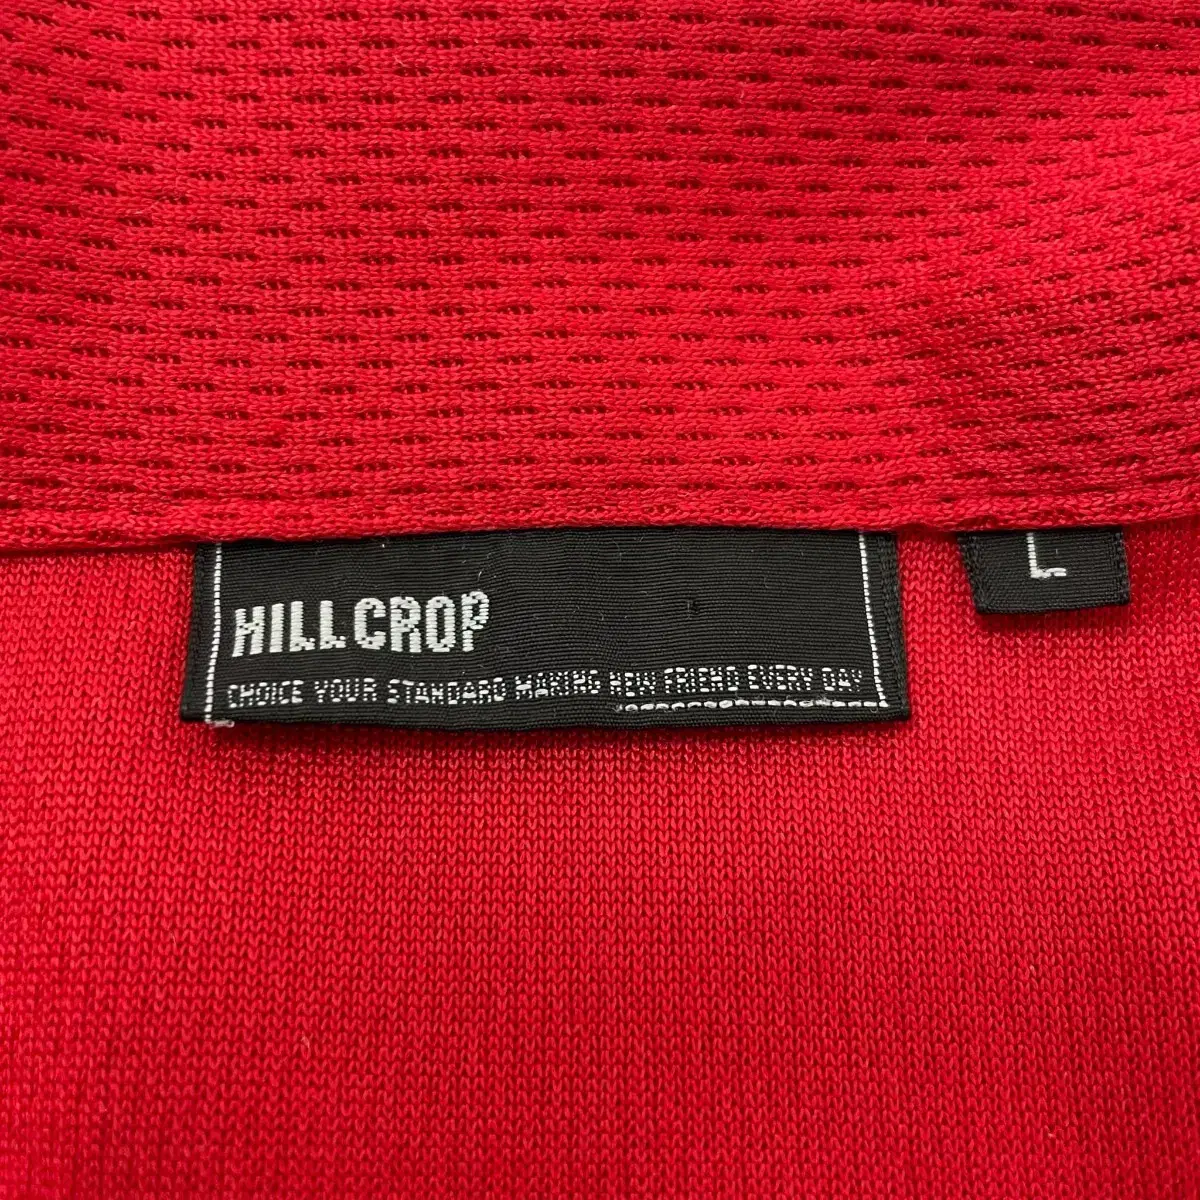 HILLCROP
CHOICE YOUR STANDARD MAKING NEW FRIEND EVERY DAY
L